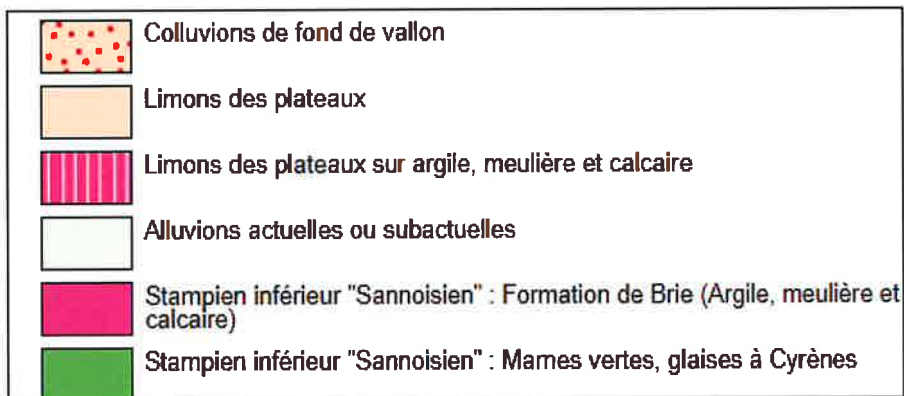 Colluvions de fond de vallon
Limons des plateaux
Limons des plateaux sur argile, meulière et calcaire
Alluvions actuelles ou subactuelles
Stampien inférieur "Sannoisien" : Formation de Brie (Argile, meulière et
calcaire)
Stampien inférieur "Sannoisien" : Marnes vertes, glaises à Cyrènes